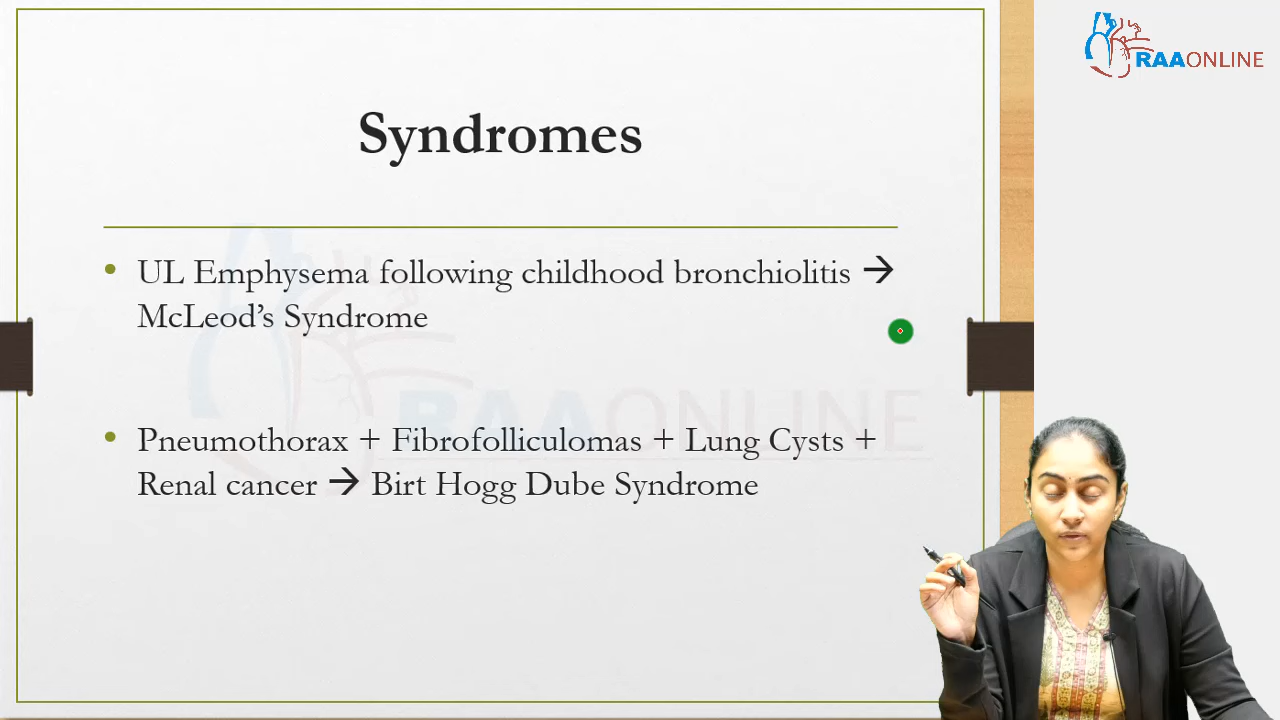 RAAONLINE
Syndromes
• UL Emphysema following childhood bronchiolitis →
McLeod’s Syndrome
• Pneumothorax + Fibrofolliculomas + Lung Cysts +
Renal cancer → Birt Hogg Dube Syndrome
RAAONLINE